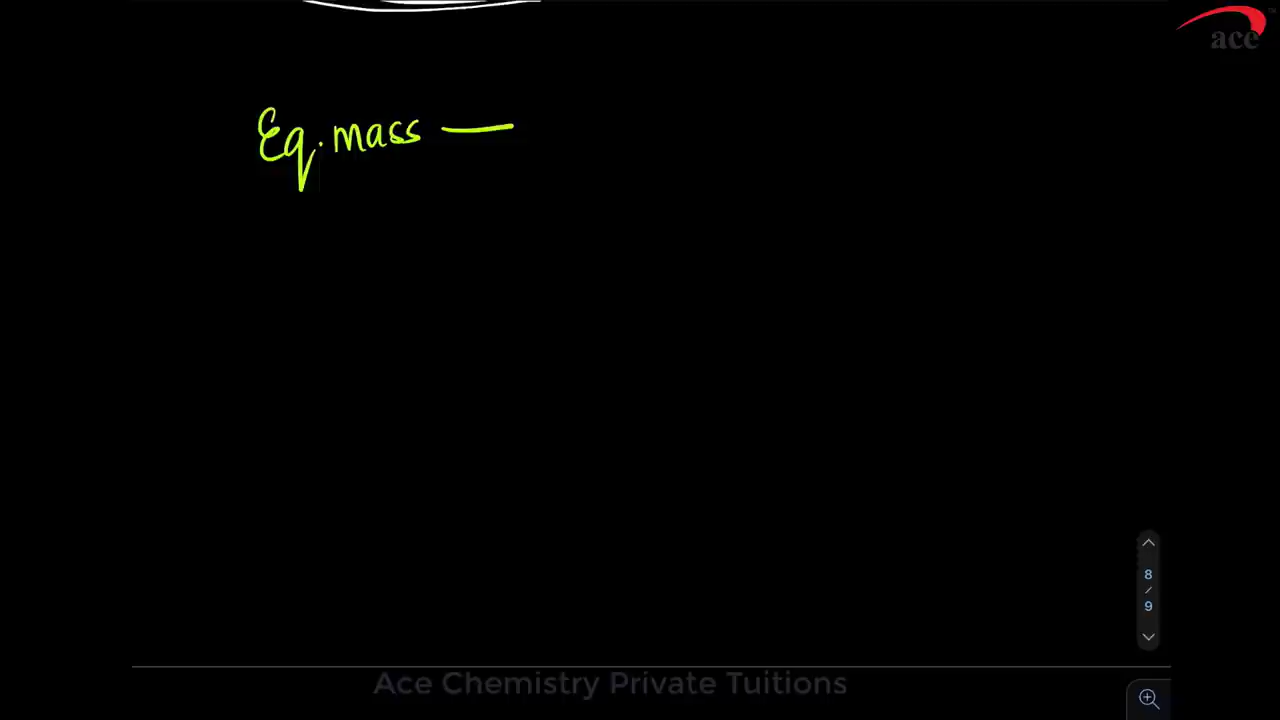 ace
Eq. mass —
8
/
9
Ace Chemistry Private Tuitions